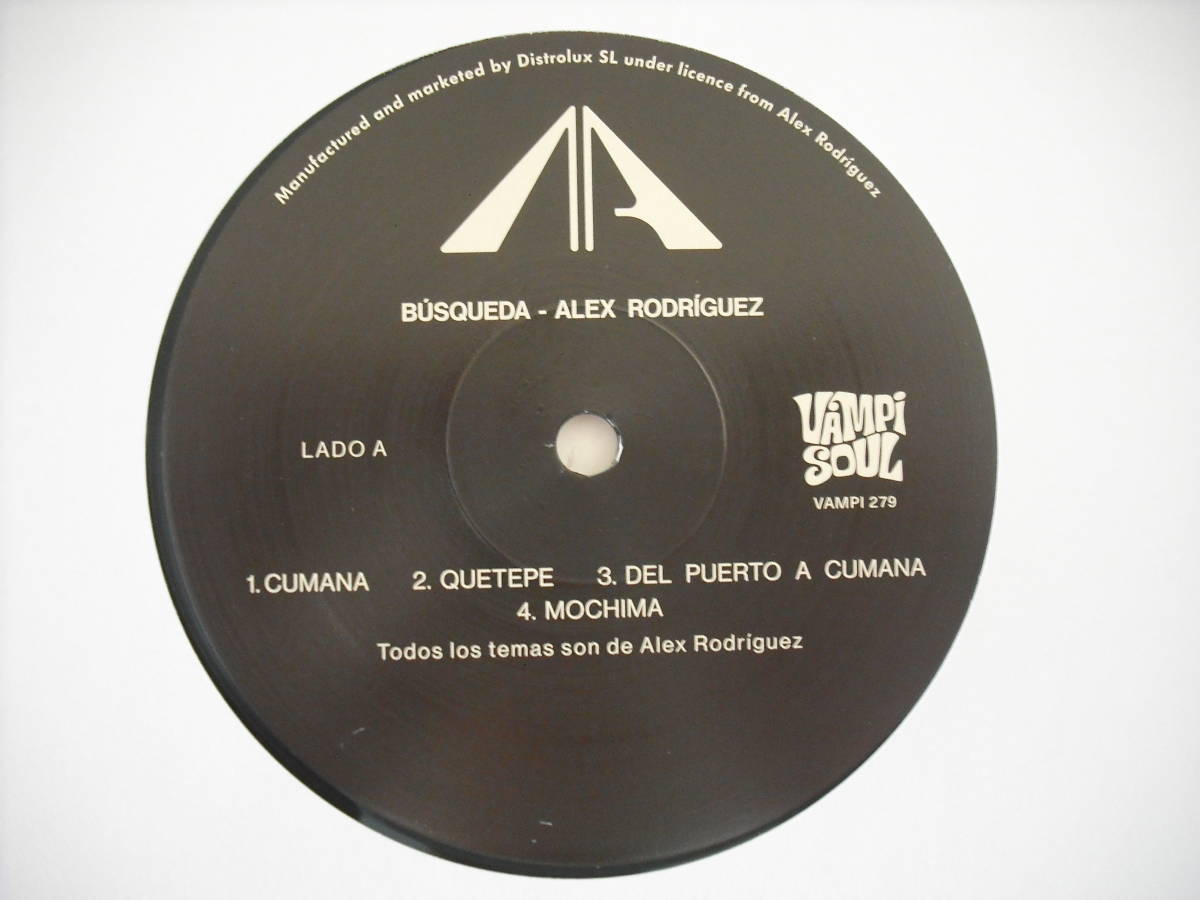 Manufactured and marketed by Distrolux SL under licence from Alex Rodríguez
BÚSQUEDA - ALEX RODRÍGUEZ
LADO A
VAMPI
SOUL
VAMPI 279
1. CUMANA 2. QUETEPE 3. DEL PUERTO A CUMANA
4. MOCHIMA
Todos los temas son de Alex Rodríguez